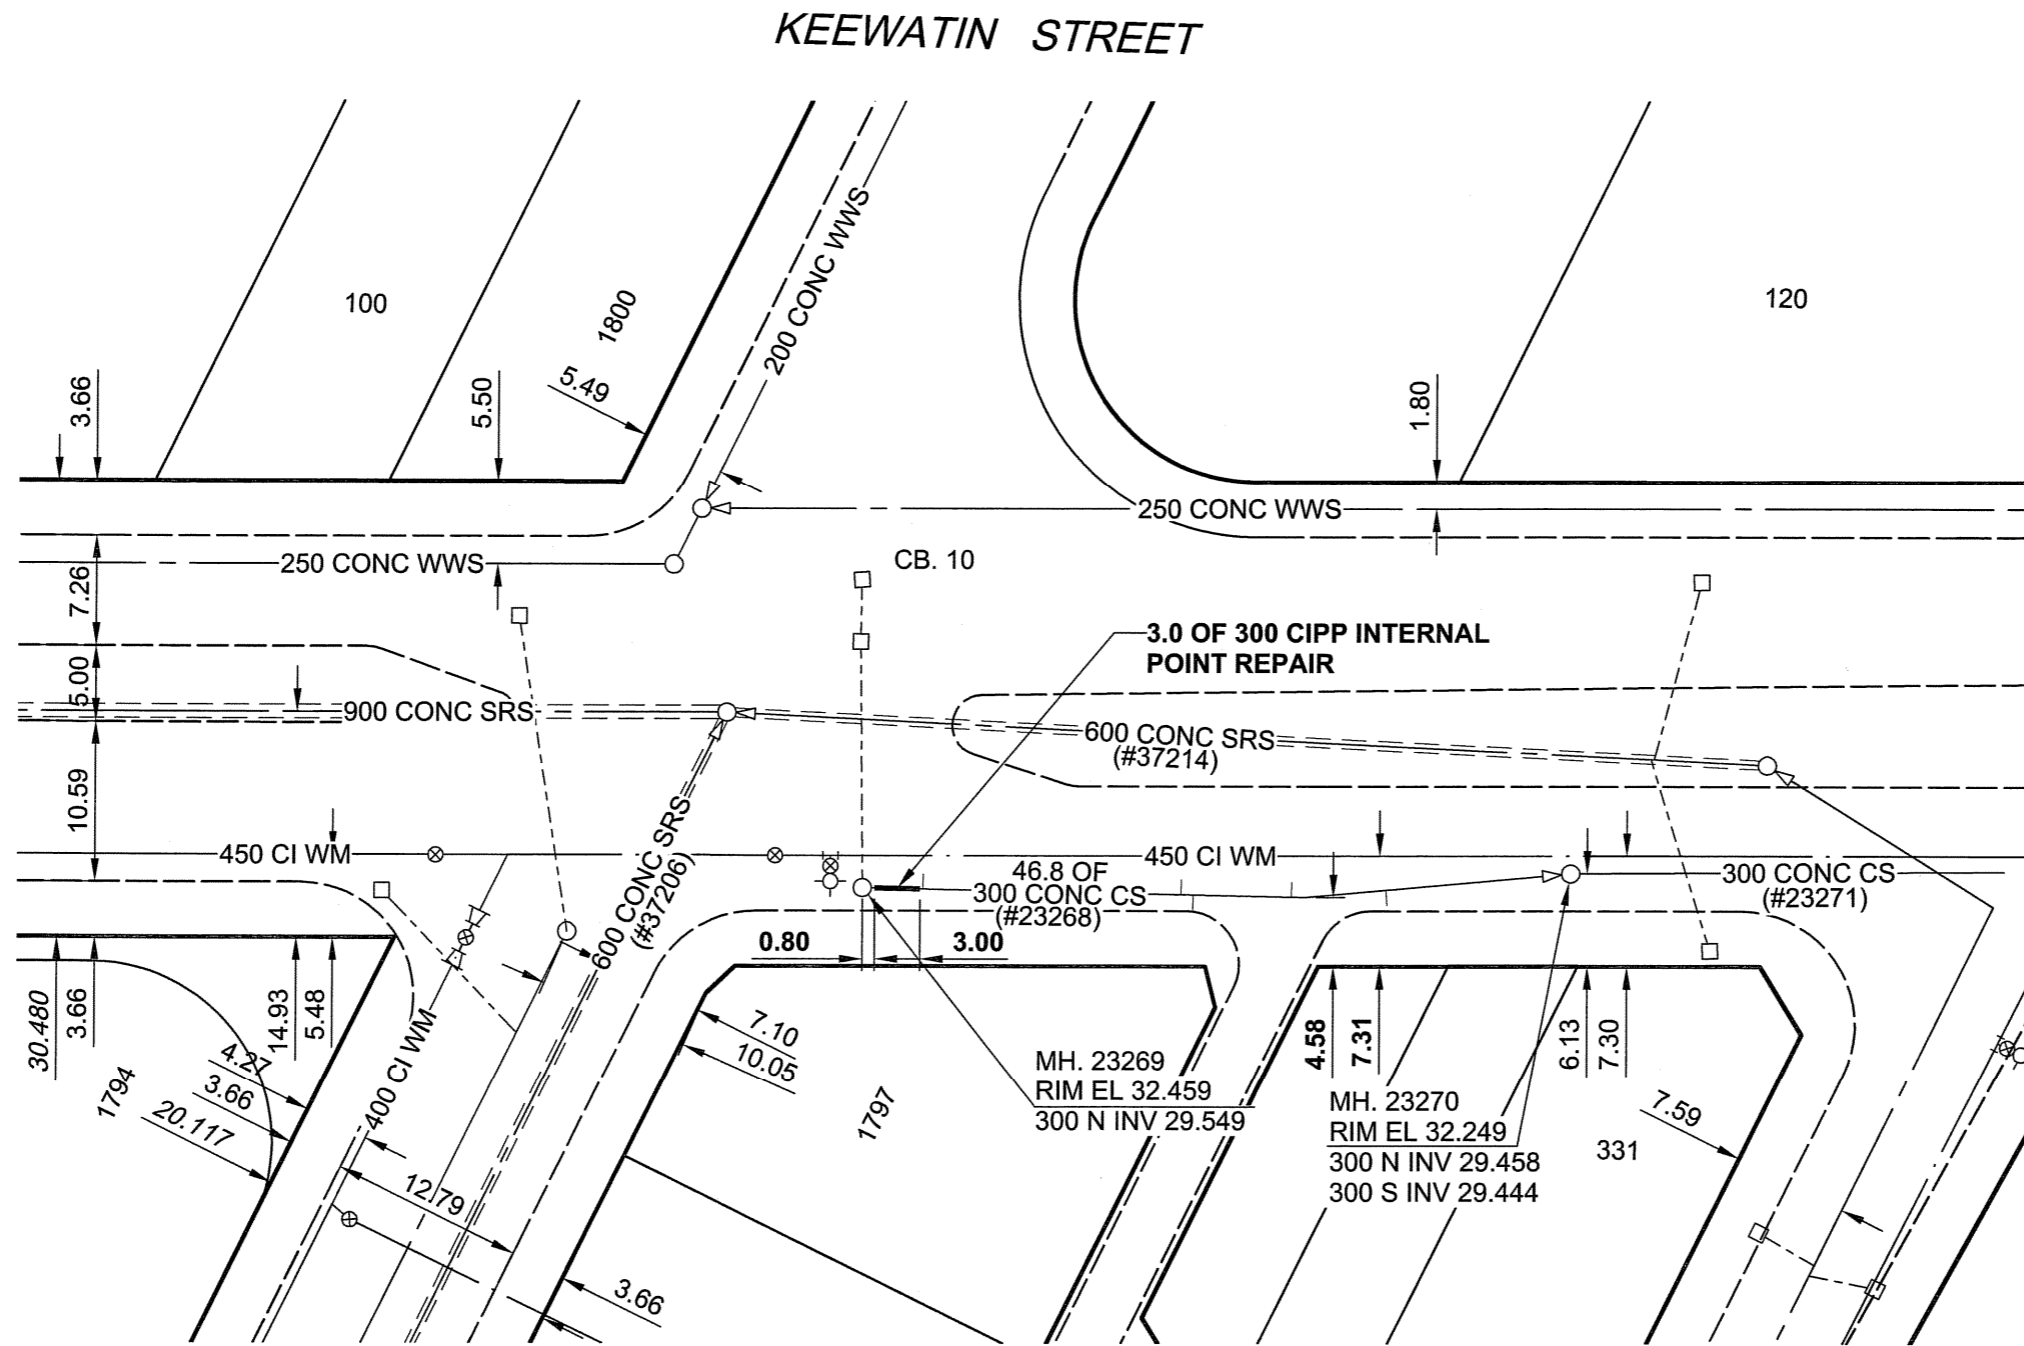 KEEWATIN STREET
100
1800
120
200 CONC WWS
3.66
5.50
5.49
1.80
250 CONC WWS
250 CONC WWS
CB. 10
7.26
3.0 OF 300 CIPP INTERNAL
POINT REPAIR
5.00
900 CONC SRS
600 CONC SRS
(#37214)
10.59
600 CONC SRS
(#37206)
450 CI WM
450 CI WM
46.8 OF
300 CONC CS
(#23268)
300 CONC CS
(#23271)
0.80
3.00
30.480
3.66
14.93
5.48
4.27
3.66
20.117
1794
400 CI WM
12.79
7.10
10.05
1797
3.66
MH. 23269
RIM EL 32.459
300 N INV 29.549
4.58
7.31
6.13
7.30
MH. 23270
RIM EL 32.249
300 N INV 29.458
300 S INV 29.444
331
7.59